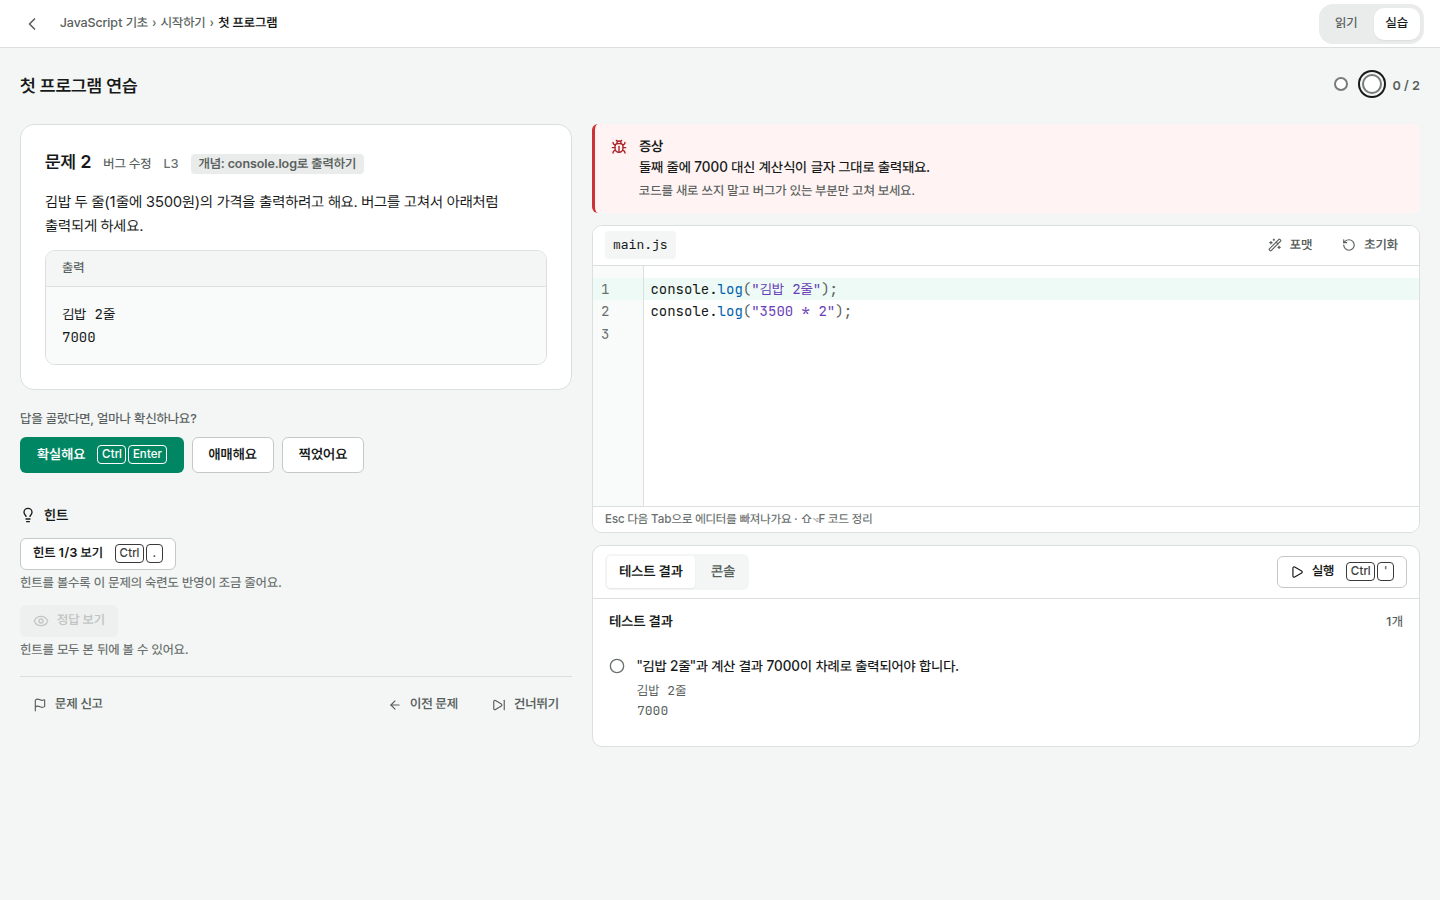 JavaScript 기초 › 시작하기 › 첫 프로그램
읽기 실습
첫 프로그램 연습
0 / 2
문제 2 버그 수정 L3 개념: console.log로 출력하기
김밥 두 줄(1줄에 3500원)의 가격을 출력하려고 해요. 버그를 고쳐서 아래처럼
출력되게 하세요.
출력
김밥 2줄
7000
답을 골랐다면, 얼마나 확신하나요?
확실해요 Ctrl Enter 애매해요 찍었어요
힌트
힌트 1/3 보기 Ctrl .
힌트를 볼수록 이 문제의 숙련도 반영이 조금 줄어요.
정답 보기
힌트를 모두 본 뒤에 볼 수 있어요.
문제 신고 이전 문제 건너뛰기
증상
둘째 줄에 7000 대신 계산식이 글자 그대로 출력돼요.
코드를 새로 쓰지 말고 버그가 있는 부분만 고쳐 보세요.
main.js 포맷 초기화
1 console.log("김밥 2줄");
2 console.log("3500 * 2");
3
Esc 다음 Tab으로 에디터를 빠져나가요 · ⇧⌥F 코드 정리
테스트 결과 콘솔 실행 Ctrl '
테스트 결과 1개
"김밥 2줄"과 계산 결과 7000이 차례로 출력되어야 합니다.
김밥 2줄
7000